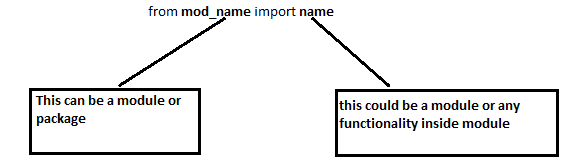 from mod_name import name
This can be a module or
package
this could be a module or any
functionality inside module